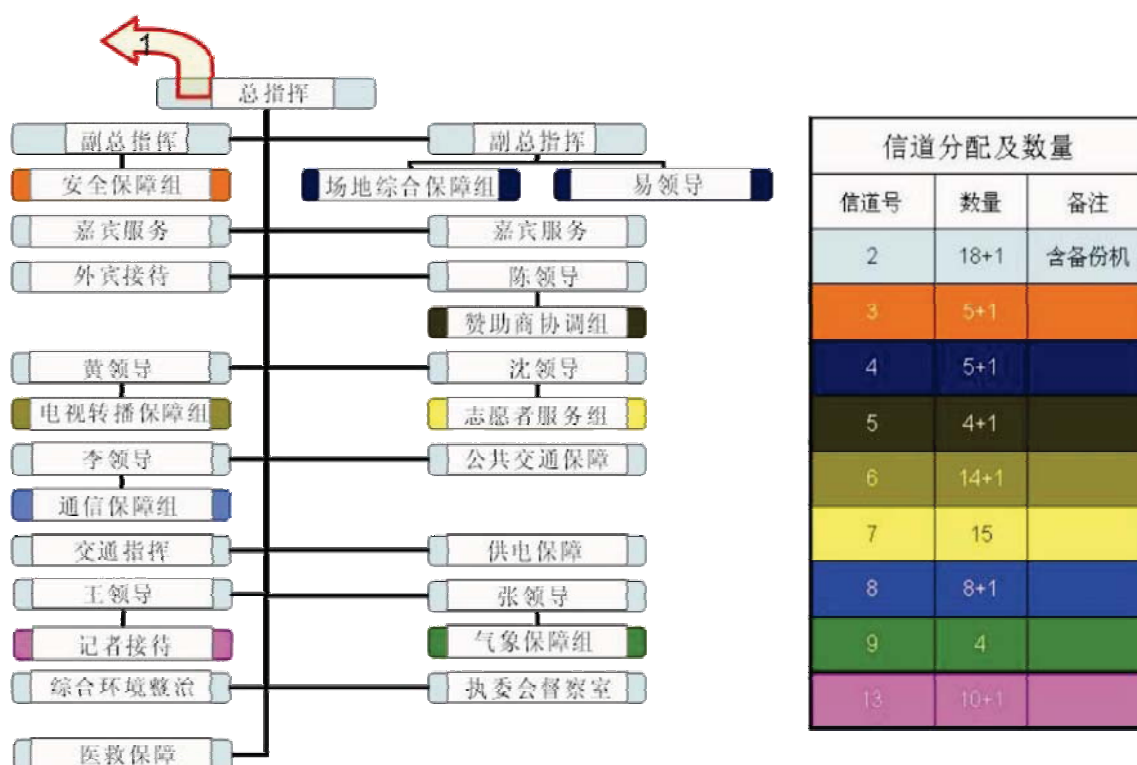 1
总指挥
副总指挥 副总指挥
安全保障组 场地综合保障组 易领导
嘉宾服务 嘉宾服务
外宾接待 陈领导
赞助商协调组
黄领导 沈领导
电视转播保障组 志愿者服务组
李领导 公共交通保障
通信保障组
交通指挥 供电保障
王领导 张领导
记者接待 气象保障组
综合环境整治 执委会督察室
医救保障
信道分配及数量
信道号 数量 备注
2 18+1 含备份机
3 5+1
4 5+1
5 4+1
6 14+1
7 15
8 8+1
9 4
13 10+1